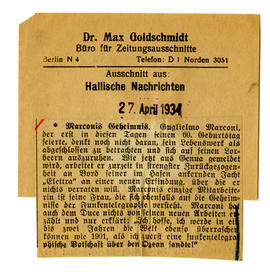 Dr. Max Goldschmidt
Büro für Zeitungsausschnitte
Berlin N 4 Telefon: D 1 Norden 3051
Ausschnitt aus:
Hallische Nachrichten
27. April 1934
* Marconis Geheimnis. Guglielmo Marconi,
der erst in diesen Tagen seinen 60. Geburtstag
feierte, denkt noch nicht daran, sein Lebenswerk als
abgeschlossen zu betrachten und sich auf seinen Lor-
beeren auszuruhen. Wie jetzt aus Genua gemeldet
wird, arbeitet er zurzeit in strengster Zurückgezogen-
heit an Bord seiner im Hafen ankernden Jacht
„Elettra“ an einer neuen Erfindung, über die er
nichts verraten will. Marconis einzige Mitarbeite-
rin ist seine Frau, die sich ebenfalls auf die Geheim-
nisse der Funkentelegraphie versteht. Marconi hat
auch dem Duce nichts von seinen neuen Arbeiten er-
zählt und nur erklärt: „Ich hoffe, ich werde in ein
bis zwei Jahren die Welt ebenso überraschen
können wie 1901, als ich zuerst eine funkentelegra-
phische Botschaft über den Ozean sandte!“